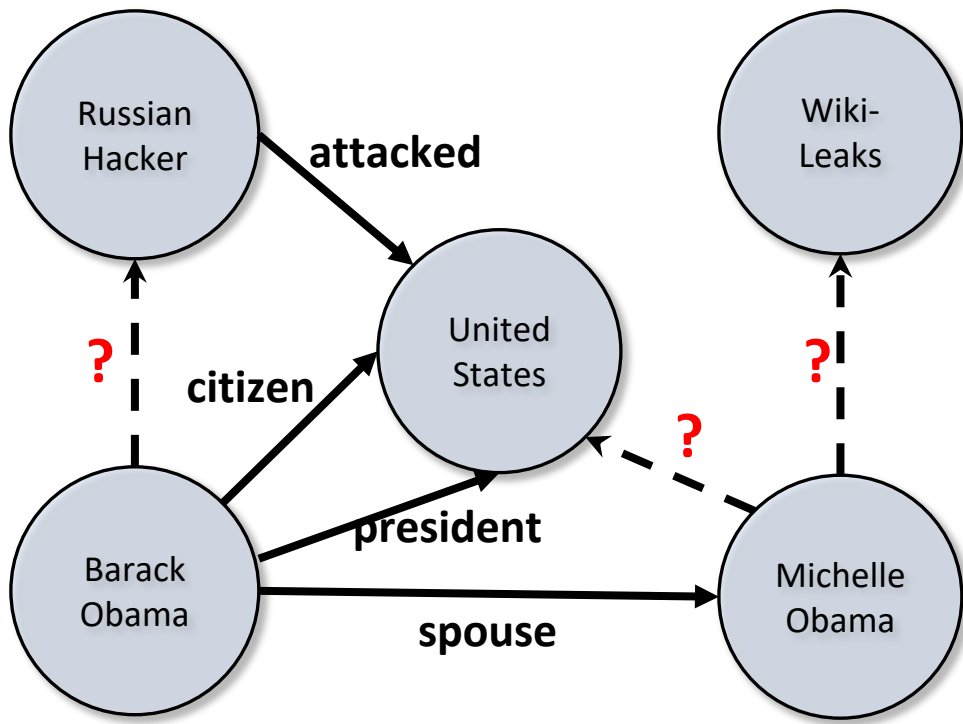 Russian
Hacker
Wiki-
Leaks
attacked
United
States
?
citizen
?
?
president
Barack
Obama
Michelle
Obama
spouse